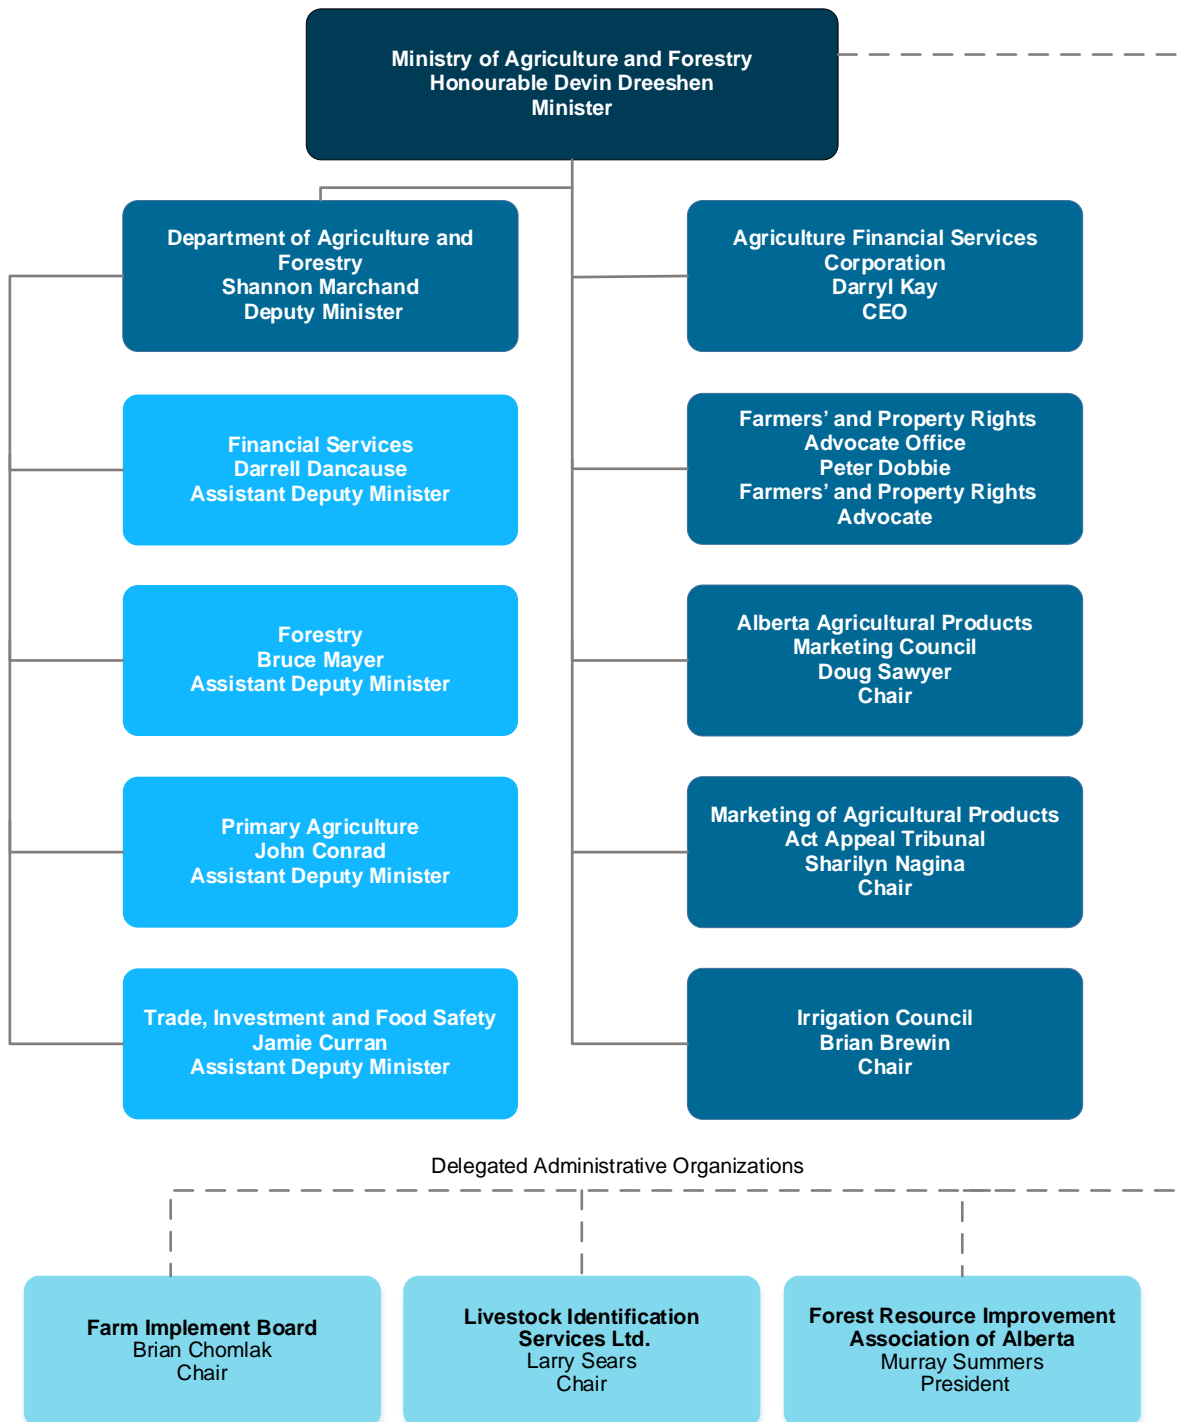 Ministry of Agriculture and Forestry
Honourable Devin Dreeshen
Minister
Department of Agriculture and
Forestry
Shannon Marchand
Deputy Minister
Agriculture Financial Services
Corporation
Darryl Kay
CEO
Financial Services
Darrell Dancause
Assistant Deputy Minister
Farmers’ and Property Rights
Advocate Office
Peter Dobbie
Farmers’ and Property Rights
Advocate
Forestry
Bruce Mayer
Assistant Deputy Minister
Alberta Agricultural Products
Marketing Council
Doug Sawyer
Chair
Primary Agriculture
John Conrad
Assistant Deputy Minister
Marketing of Agricultural Products
Act Appeal Tribunal
Sharilyn Nagina
Chair
Trade, Investment and Food Safety
Jamie Curran
Assistant Deputy Minister
Irrigation Council
Brian Brewin
Chair
Delegated Administrative Organizations
Farm Implement Board
Brian Chomlak
Chair
Livestock Identification
Services Ltd.
Larry Sears
Chair
Forest Resource Improvement
Association of Alberta
Murray Summers
President